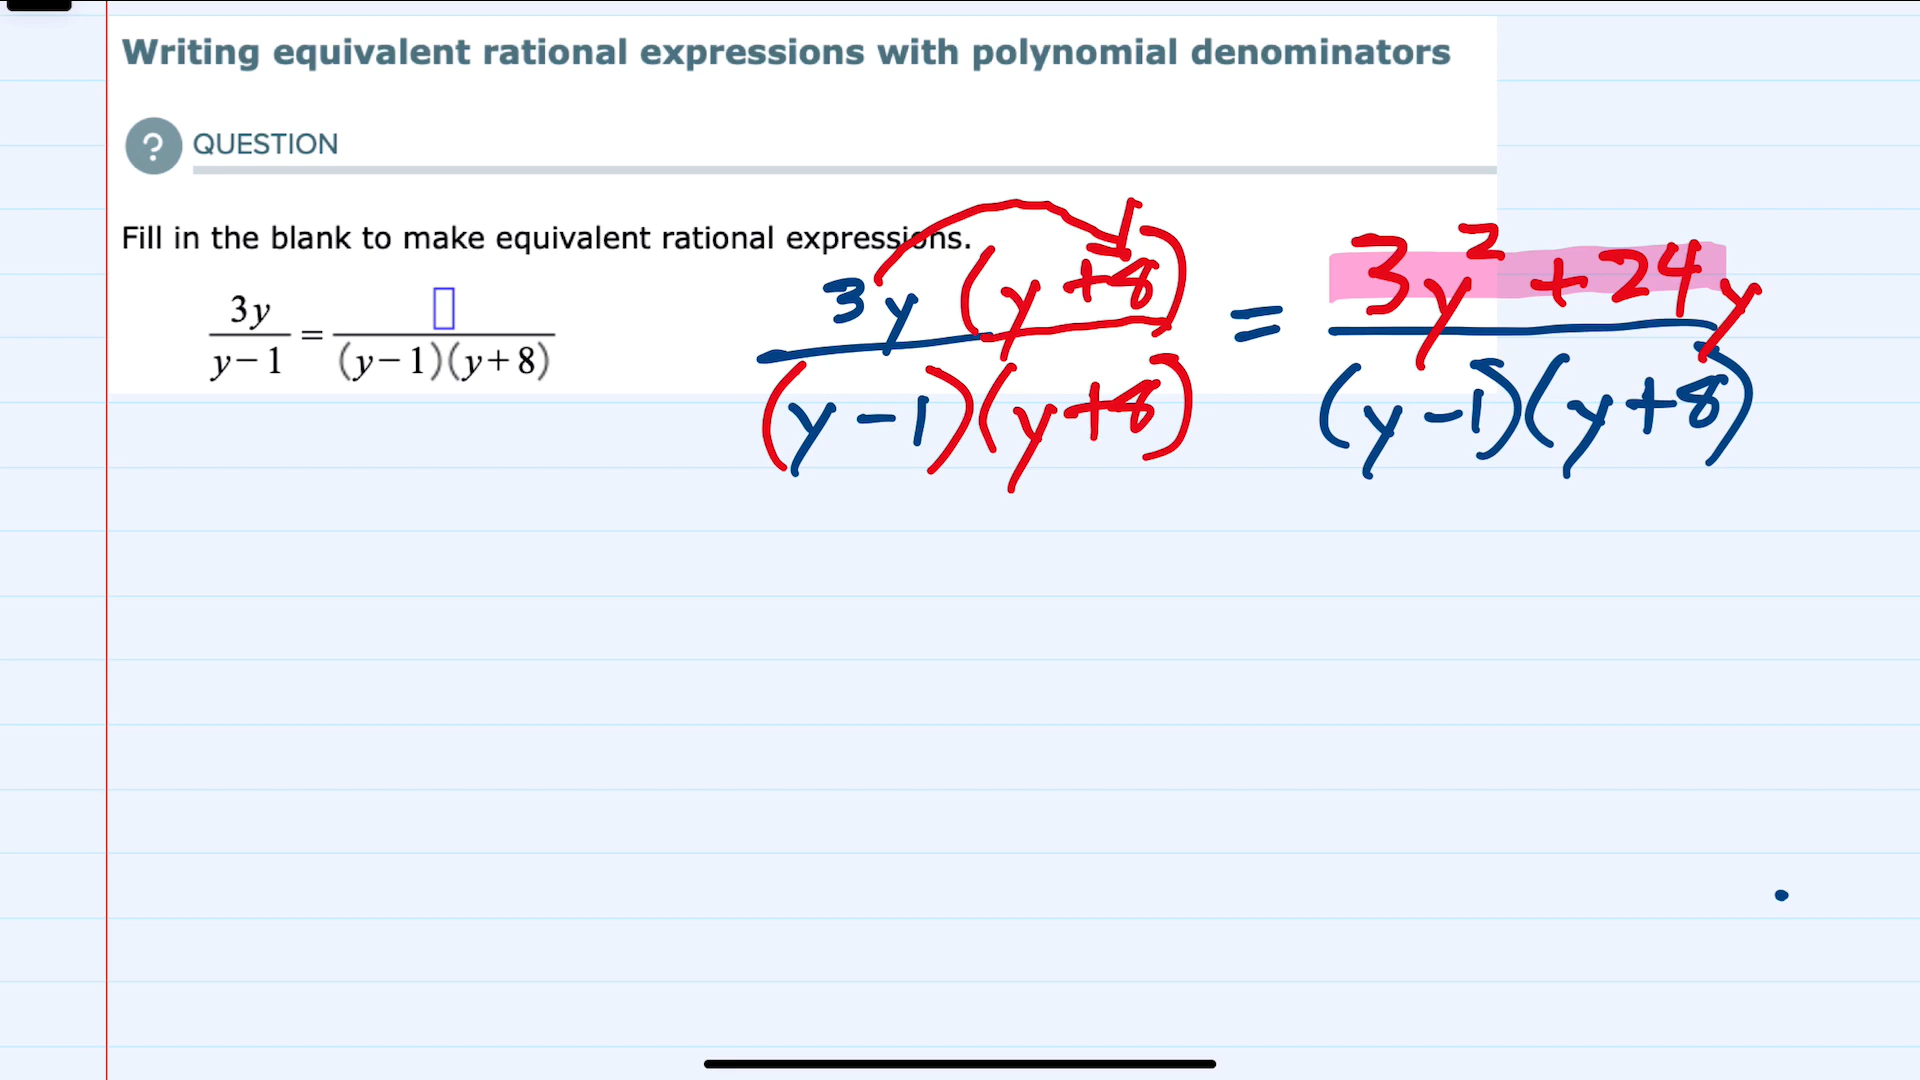 Writing equivalent rational expressions with polynomial denominators
? QUESTION
Fill in the blank to make equivalent rational expressions.
3y / y−1 = □ / (y−1)(y+8)
3y(y+8) / (y−1)(y+8) = 3y²+24y / (y−1)(y+8)